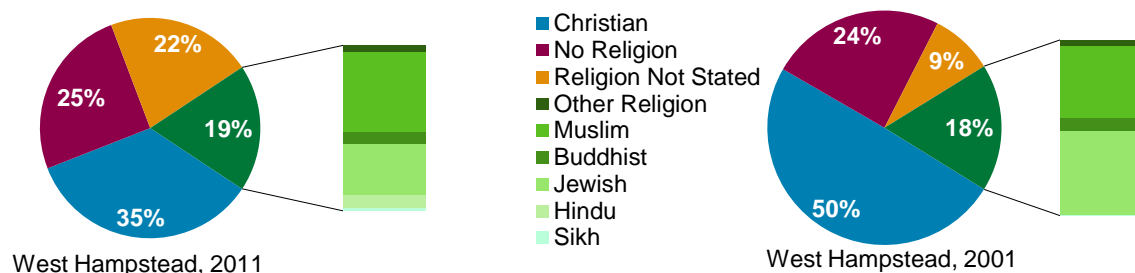 22%
25%
19%
35%
West Hampstead, 2011
Christian
No Religion
Religion Not Stated
Other Religion
Muslim
Buddhist
Jewish
Hindu
Sikh
24%
9%
18%
50%
West Hampstead, 2001